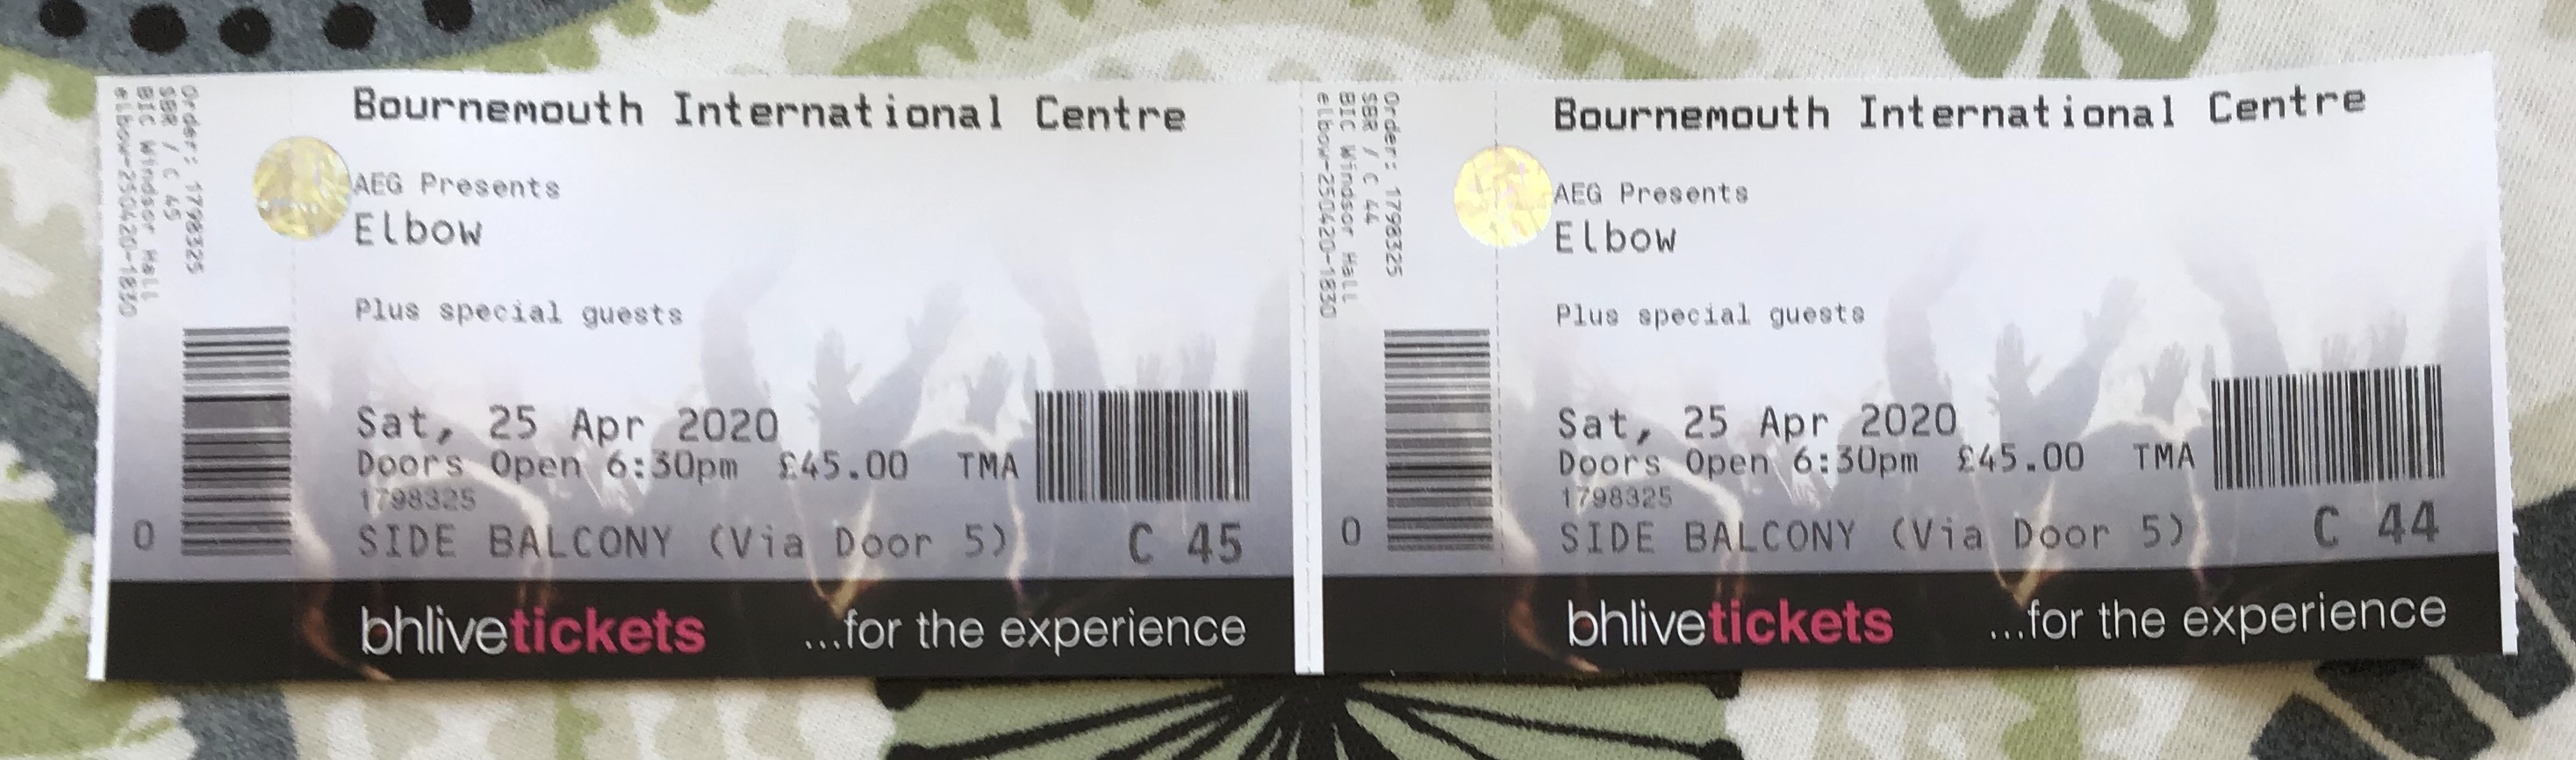 Order: 1798325
SBR / C 45
BIC Windsor Hall
elbow-250420-1830
0
Bournemouth International Centre
AEG Presents
Elbow
Plus special guests
Sat, 25 Apr 2020
Doors Open 6:30pm £45.00 TMA
1798325
SIDE BALCONY (Via Door 5) C 45
bhlivetickets ...for the experience
Order: 1798325
SBR / C 44
BIC Windsor Hall
elbow-250420-1830
0
Bournemouth International Centre
AEG Presents
Elbow
Plus special guests
Sat, 25 Apr 2020
Doors Open 6:30pm £45.00 TMA
1798325
SIDE BALCONY (Via Door 5) C 44
bhlivetickets ...for the experience